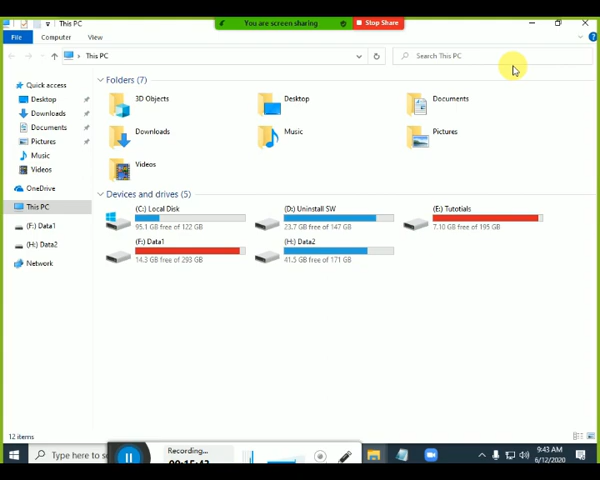 This PC
You are screen sharing
Stop Share
File
Computer
View
This PC
Search This PC
Quick access
Desktop
Downloads
Documents
Pictures
Music
Videos
OneDrive
This PC
(F:) Data1
(H:) Data2
Network
Folders (7)
3D Objects
Desktop
Documents
Downloads
Music
Pictures
Videos
Devices and drives (5)
(C:) Local Disk
95.1 GB free of 122 GB
(D:) Uninstall SW
23.7 GB free of 147 GB
(E:) Tutorials
7.10 GB free of 195 GB
(F:) Data1
14.3 GB free of 293 GB
(H:) Data2
41.5 GB free of 171 GB
12 items
Type here to s
Recording...
00:15:43
9:43 AM
6/12/2020